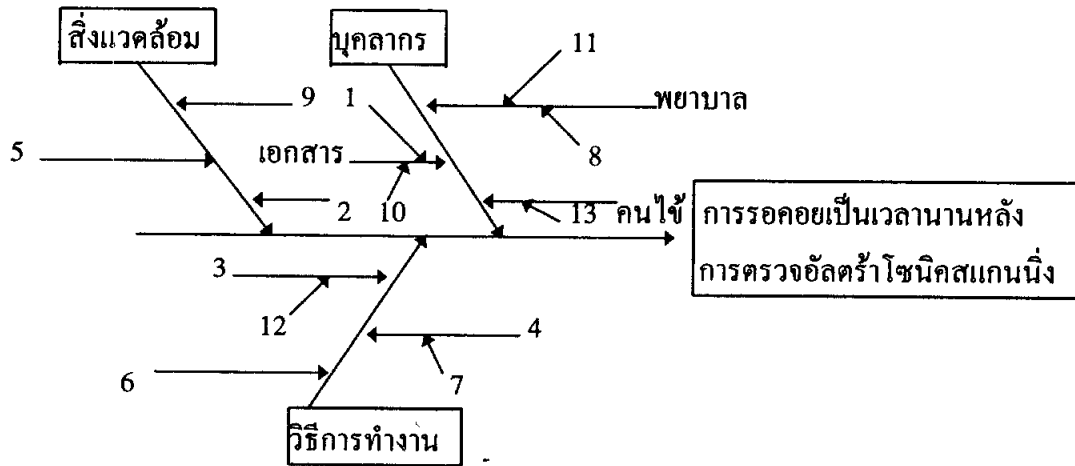 สิ่งแวดล้อม บุคลากร 11
9 1 พยาบาล
5 เอกสาร 8
2 10 13 คนไข้ การรอคอยเป็นเวลานานหลัง
3 การตรวจอัลตร้าโซนิคสแกนนิ่ง
12 4
6 7
วิธีการทำงาน